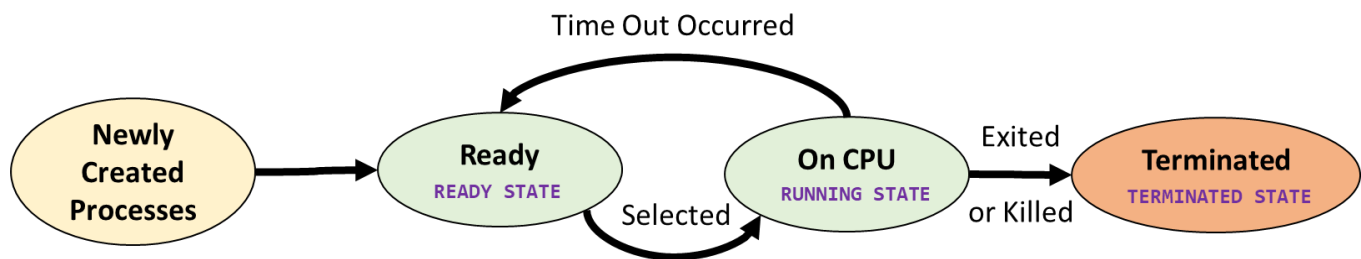 Time Out Occurred
Newly
Created
Processes
Ready
READY STATE
Selected
On CPU
RUNNING STATE
Exited
or Killed
Terminated
TERMINATED STATE